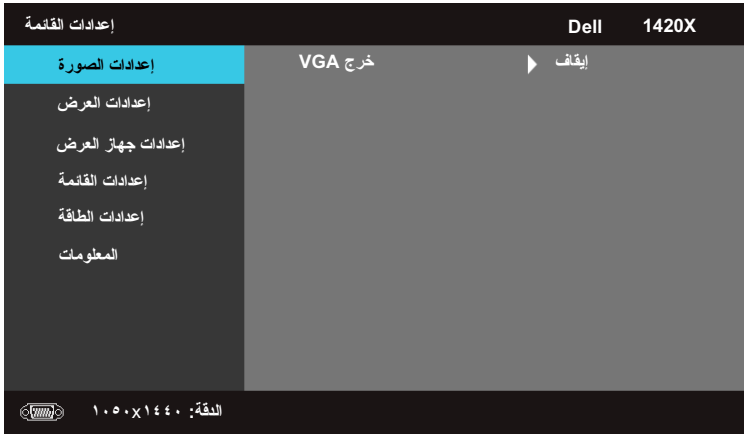 إعدادات القائمة
Dell 1420X
إعدادات الصورة
خرج VGA
إيقاف
إعدادات العرض
إعدادات جهاز العرض
إعدادات القائمة
إعدادات الطاقة
المعلومات
الدقة: ١٤٤٠x١٠٥٠